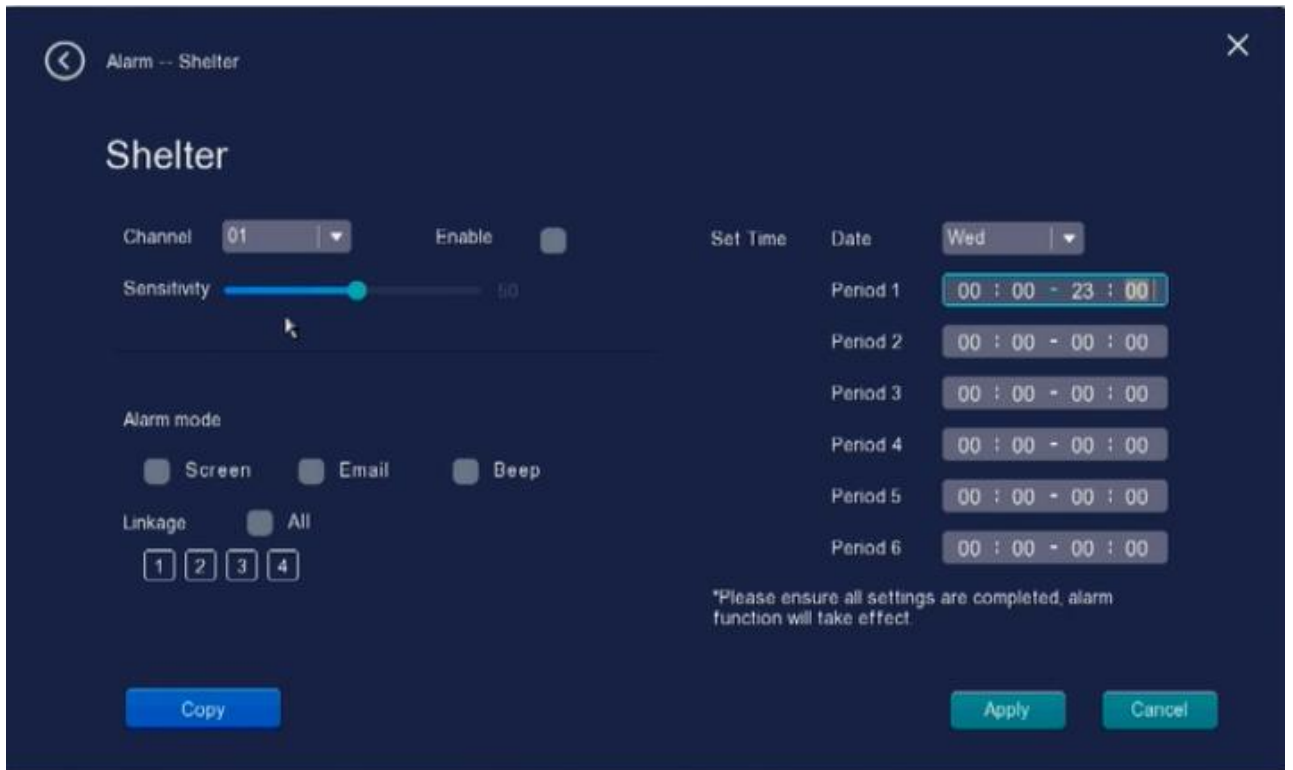 Alarm -- Shelter
Shelter
Channel 01 Enable
Sensitivity 50
Alarm mode
Screen Email Beep
Linkage All
1 2 3 4
Set Time Date Wed
Period 1 00 : 00 - 23 : 00
Period 2 00 : 00 - 00 : 00
Period 3 00 : 00 - 00 : 00
Period 4 00 : 00 - 00 : 00
Period 5 00 : 00 - 00 : 00
Period 6 00 : 00 - 00 : 00
*Please ensure all settings are completed, alarm
function will take effect.
Copy Apply Cancel